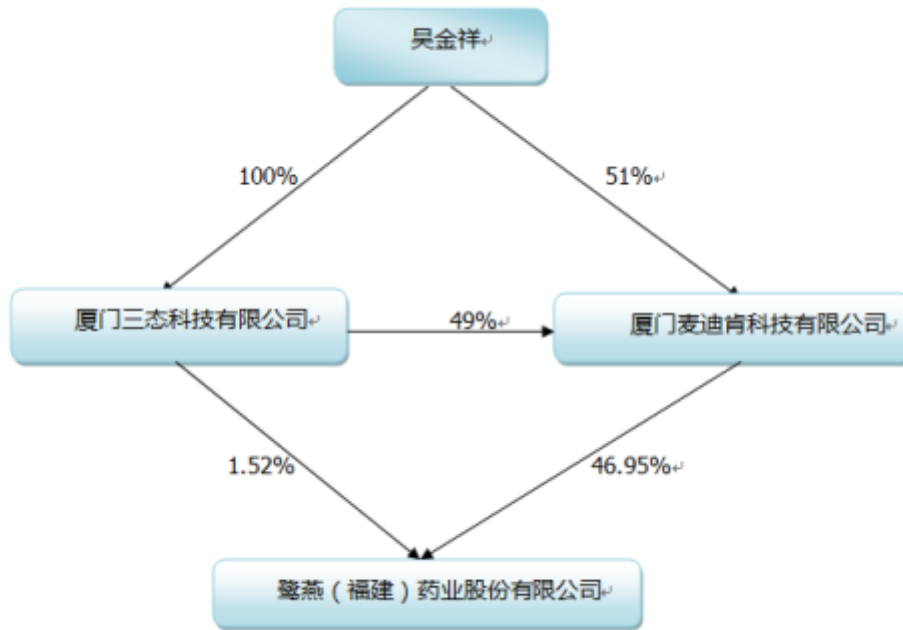 吴金祥
100%
51%
厦门三态科技有限公司
49%
厦门麦迪肯科技有限公司
1.52%
46.95%
鹭燕（福建）药业股份有限公司